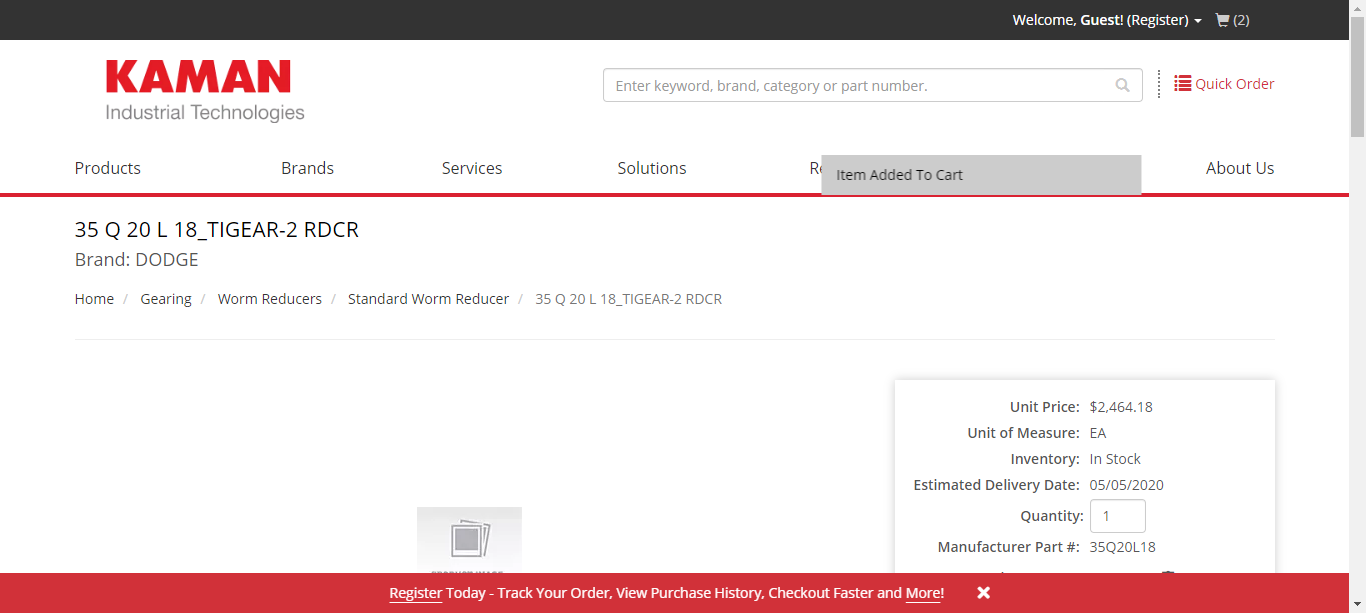 Welcome, Guest! (Register) (2)
KAMAN
Industrial Technologies
Enter keyword, brand, category or part number.
Quick Order
Products Brands Services Solutions About Us
Item Added To Cart
35 Q 20 L 18_TIGEAR-2 RDCR
Brand: DODGE
Home / Gearing / Worm Reducers / Standard Worm Reducer / 35 Q 20 L 18_TIGEAR-2 RDCR
Unit Price: $2,464.18
Unit of Measure: EA
Inventory: In Stock
Estimated Delivery Date: 05/05/2020
Quantity: 1
Manufacturer Part #: 35Q20L18
Register Today - Track Your Order, View Purchase History, Checkout Faster and More!